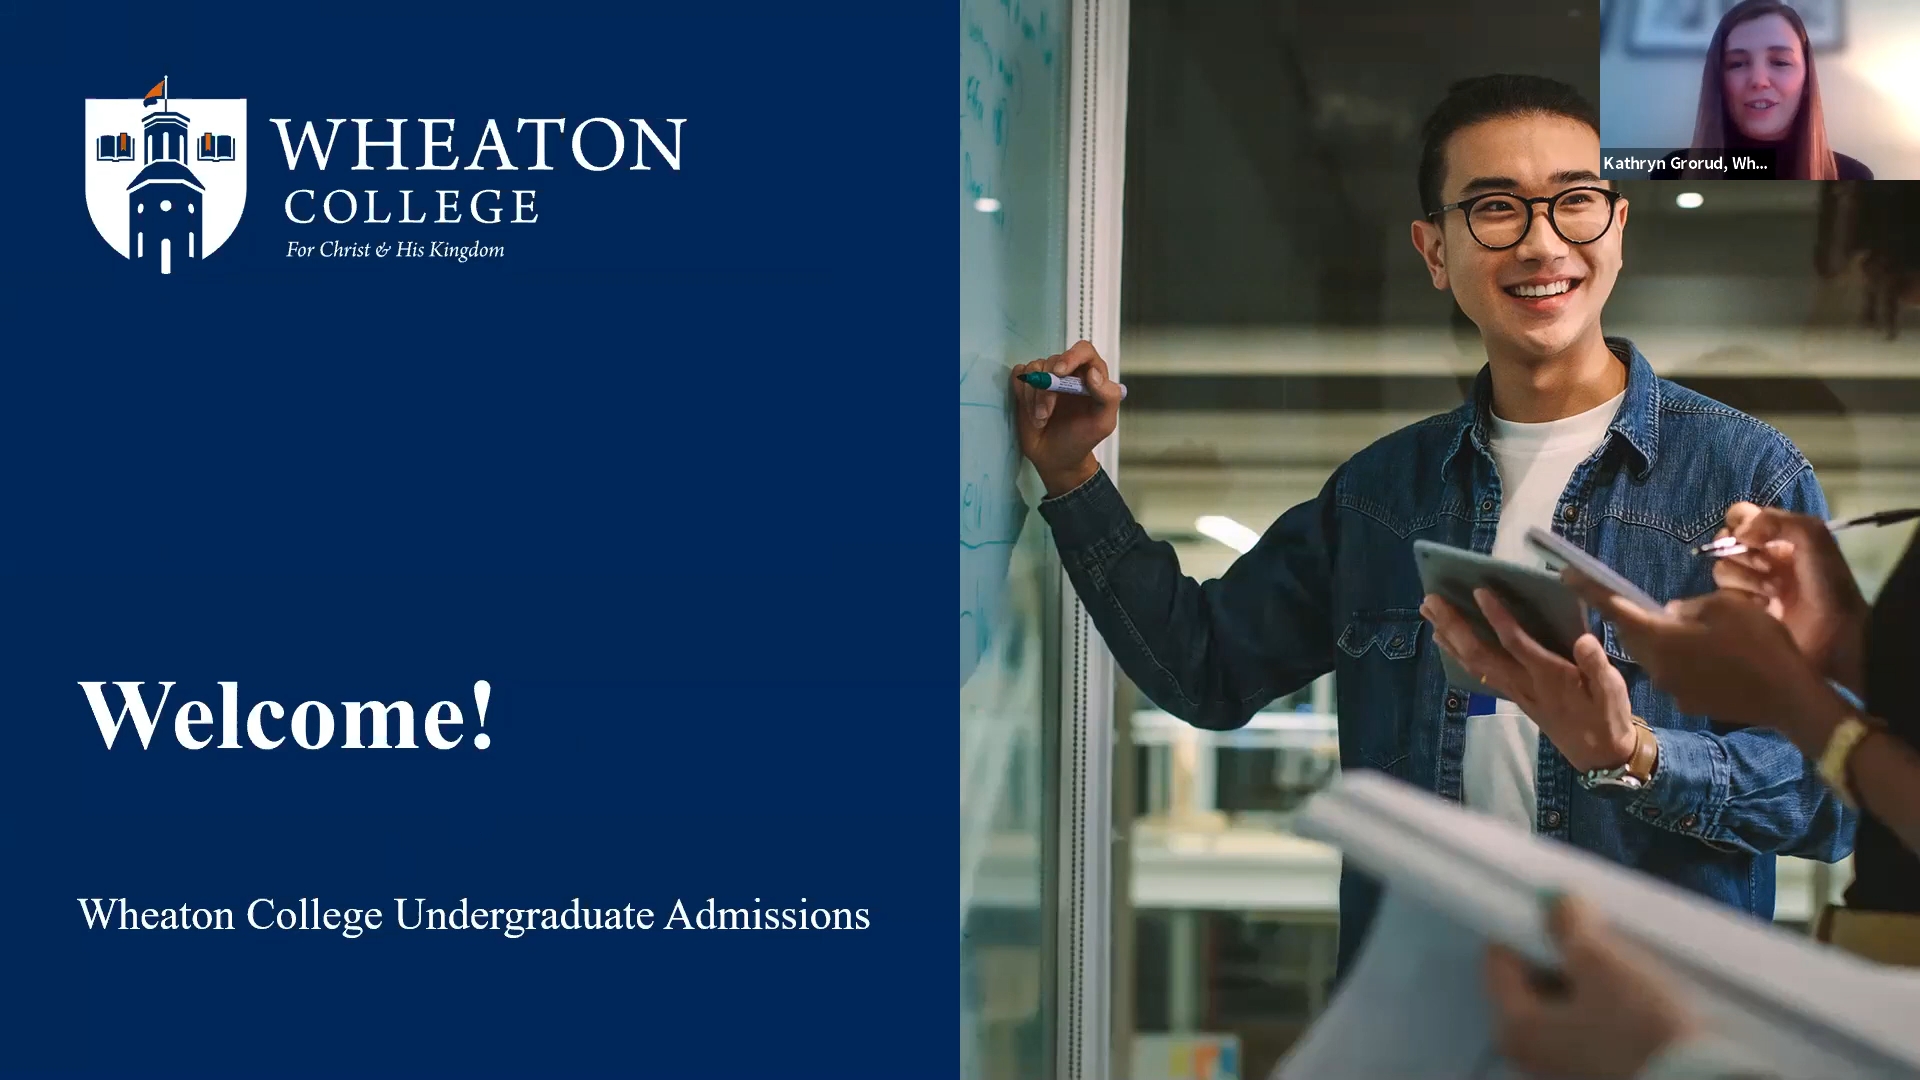 WHEATON
COLLEGE
For Christ & His Kingdom
Kathryn Grorud, Wh...
Welcome!
Wheaton College Undergraduate Admissions